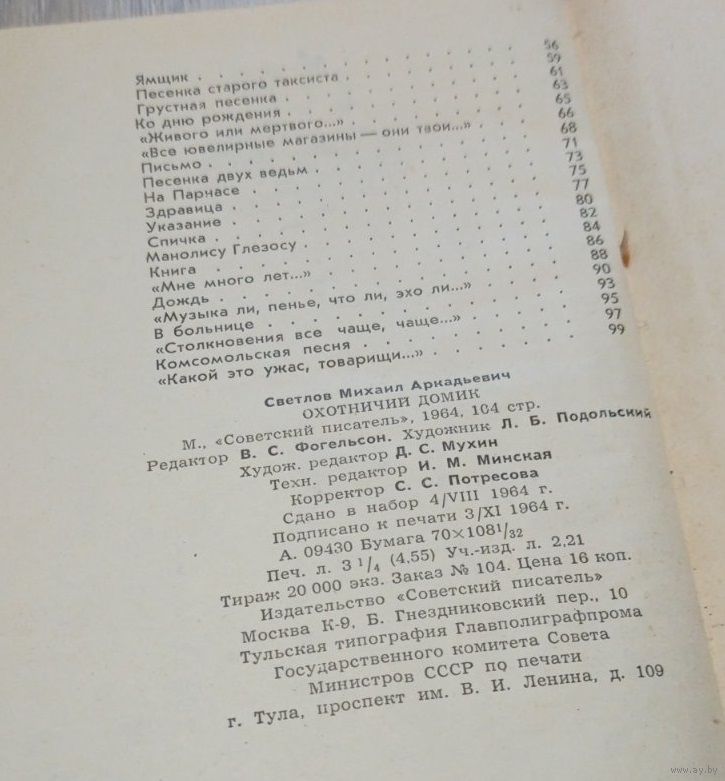 Ямщик . . . . . . . . . . . . 56
Песенка старого таксиста . . . . . . 59
Грустная песенка . . . . . . . . . 61
Ко дню рождения . . . . . . . . . 63
«Живого или мертвого...» . . . . . . 65
«Все ювелирные магазины — они твои...» . . . 66
Письмо . . . . . . . . . . . . 68
Песенка двух ведьм . . . . . . . . 71
На Парнасе . . . . . . . . . . . 73
Здравица . . . . . . . . . . . . 75
Указание . . . . . . . . . . . . 77
Спичка . . . . . . . . . . . . 80
Манолису Глезосу . . . . . . . . . 82
Книга . . . . . . . . . . . . 84
«Мне много лет...» . . . . . . . . 86
Дождь . . . . . . . . . . . . 88
«Музыка ли, пенье, что ли, эхо ли...» . . . 90
В больнице . . . . . . . . . . . 93
«Столкновения все чаще, чаще...» . . . . 95
Комсомольская песня . . . . . . . . 97
«Какой это ужас, товарищи...» . . . . . 99
Светлов Михаил Аркадьевич
ОХОТНИЧИЙ ДОМИК
М., «Советский писатель», 1964, 104 стр.
Редактор В. С. Фогельсон. Художник Л. Б. Подольский
Худож. редактор Д. С. Мухин
Техн. редактор И. М. Минская
Корректор С. С. Потресова
Сдано в набор 4/VIII 1964 г.
Подписано к печати 3/XI 1964 г.
А. 09430 Бумага 70×108¹/₃₂
Печ. л. 3 ¹/₄ (4,55) Уч.-изд. л. 2,21
Тираж 20 000 экз. Заказ № 104. Цена 16 коп.
Издательство «Советский писатель»
Москва К-9, Б. Гнездниковский пер., 10
Тульская типография Главполиграфпрома
Государственного комитета Совета
Министров СССР по печати
г. Тула, проспект им. В. И. Ленина, д. 109
www.ay.by